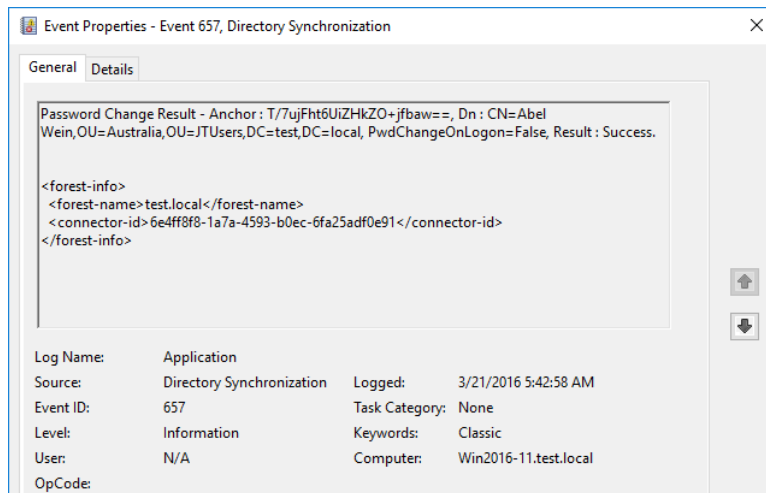 Event Properties - Event 657, Directory Synchronization
General Details
Password Change Result - Anchor : T/7ujFht6UiZHkZO+jfbaw==, Dn : CN=Abel
Wein,OU=Australia,OU=JTUsers,DC=test,DC=local, PwdChangeOnLogon=False, Result : Success.
<forest-info>
<forest-name>test.local</forest-name>
<connector-id>6e4ff8f8-1a7a-4593-b0ec-6fa25adf0e91</connector-id>
</forest-info>
Log Name: Application
Source: Directory Synchronization Logged: 3/21/2016 5:42:58 AM
Event ID: 657 Task Category: None
Level: Information Keywords: Classic
User: N/A Computer: Win2016-11.test.local
OpCode: